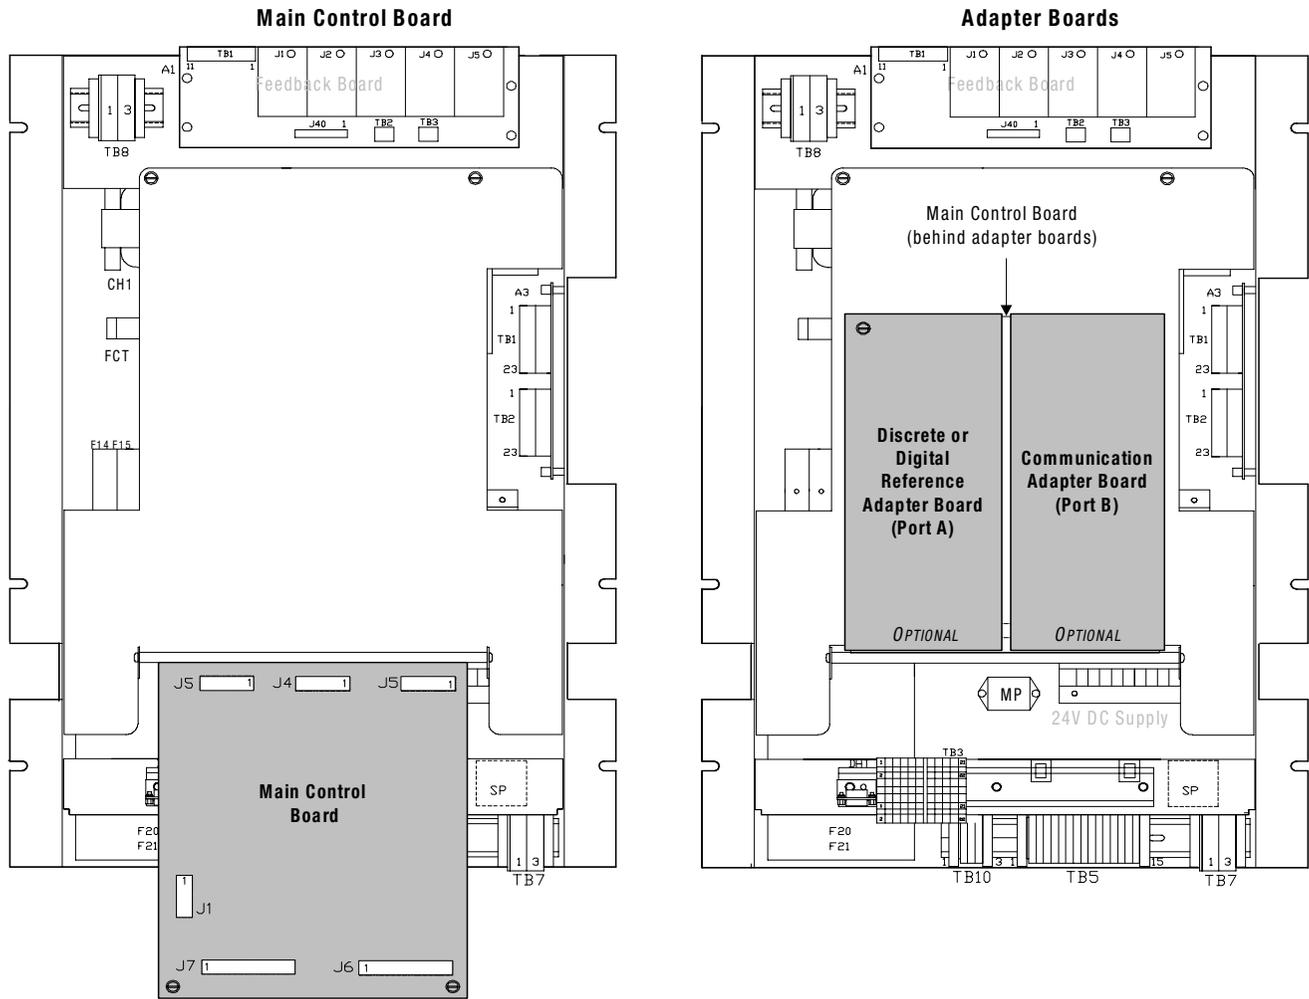 Main Control Board
A1
TB1
11
1
J1
J2
J3
J4
J5
Feedback Board
1 3
TB8
J40
1
TB2
TB3
CH1
FCT
F14 F15
A3
1
TB1
23
1
TB2
23
J5
1
J4
1
J5
1
Main Control
Board
SP
F20
F21
1 3
TB7
1
J1
J7
1
J6
1
Adapter Boards
A1
TB1
11
1
J1
J2
J3
J4
J5
Feedback Board
1 3
TB8
J40
1
TB2
TB3
Main Control Board
(behind adapter boards)
A3
1
TB1
23
1
TB2
23
Discrete or
Digital
Reference
Adapter Board
(Port A)
OPTIONAL
Communication
Adapter Board
(Port B)
OPTIONAL
MP
24V DC Supply
TB3
SP
F20
F21
1
3
1
15
1 3
TB10
TB5
TB7